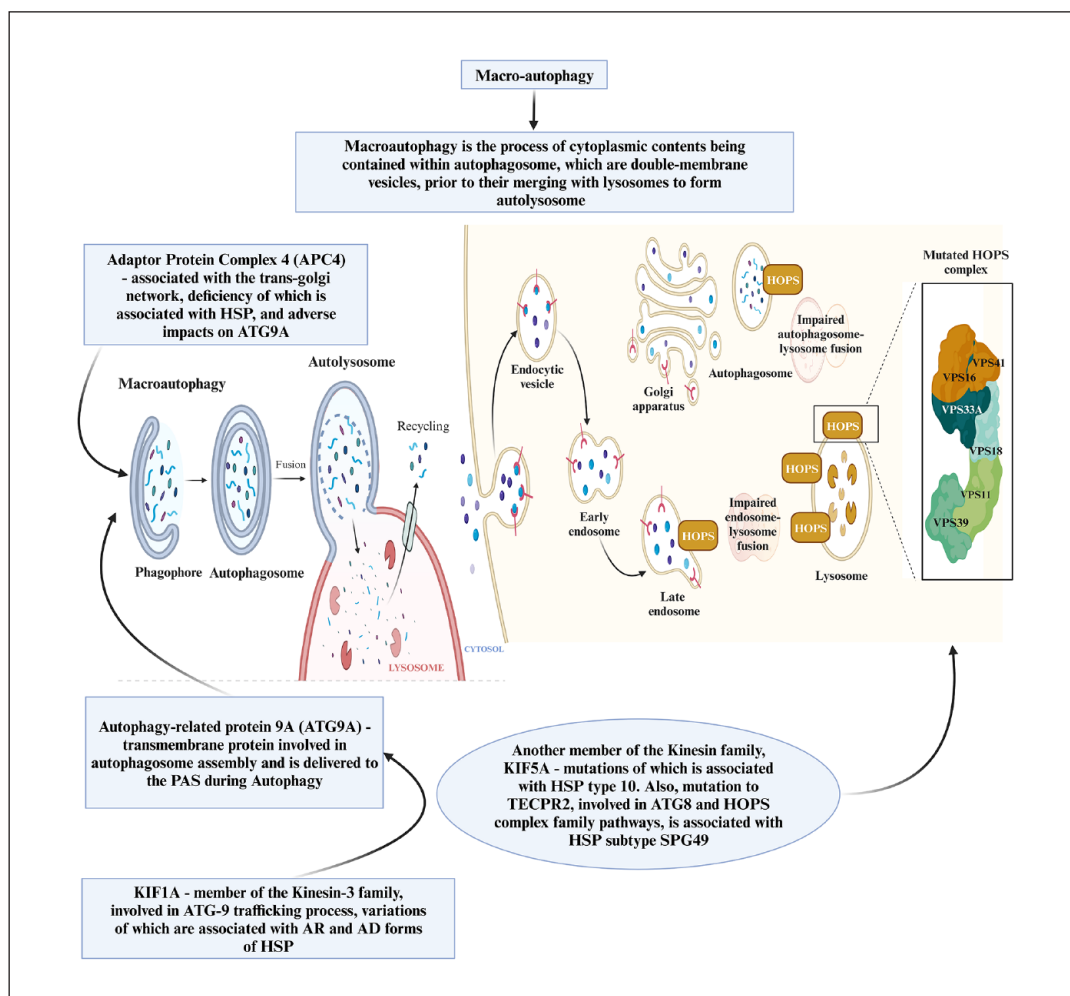 Macro-autophagy
Macroautophagy is the process of cytoplasmic contents being
contained within autophagosome, which are double-membrane
vesicles, prior to their merging with lysosomes to form
autolysosome
Adaptor Protein Complex 4 (APC4)
- associated with the trans-golgi
network, deficiency of which is
associated with HSP, and adverse
impacts on ATG9A
Macroautophagy
Autolysosome
Recycling
Fusion
Phagophore
Autophagosome
LYSOSOME
CYTOSOL
Endocytic
vesicle
Golgi
apparatus
HOPS
Autophagosome
Impaired
autophagosome-
lysosome fusion
Early
endosome
Late
endosome
HOPS
Impaired
endosome-
lysosome
fusion
HOPS
HOPS
HOPS
Lysosome
Mutated HOPS
complex
VPS41
VPS16
VPS33A
VPS18
VPS11
VPS39
Autophagy-related protein 9A (ATG9A) -
transmembrane protein involved in
autophagosome assembly and is delivered to
the PAS during Autophagy
Another member of the Kinesin family,
KIF5A - mutations of which is associated
with HSP type 10. Also, mutation to
TECPR2, involved in ATG8 and HOPS
complex family pathways, is associated with
HSP subtype SPG49
KIF1A - member of the Kinesin-3 family,
involved in ATG-9 trafficking process, variations
of which are associated with AR and AD forms
of HSP